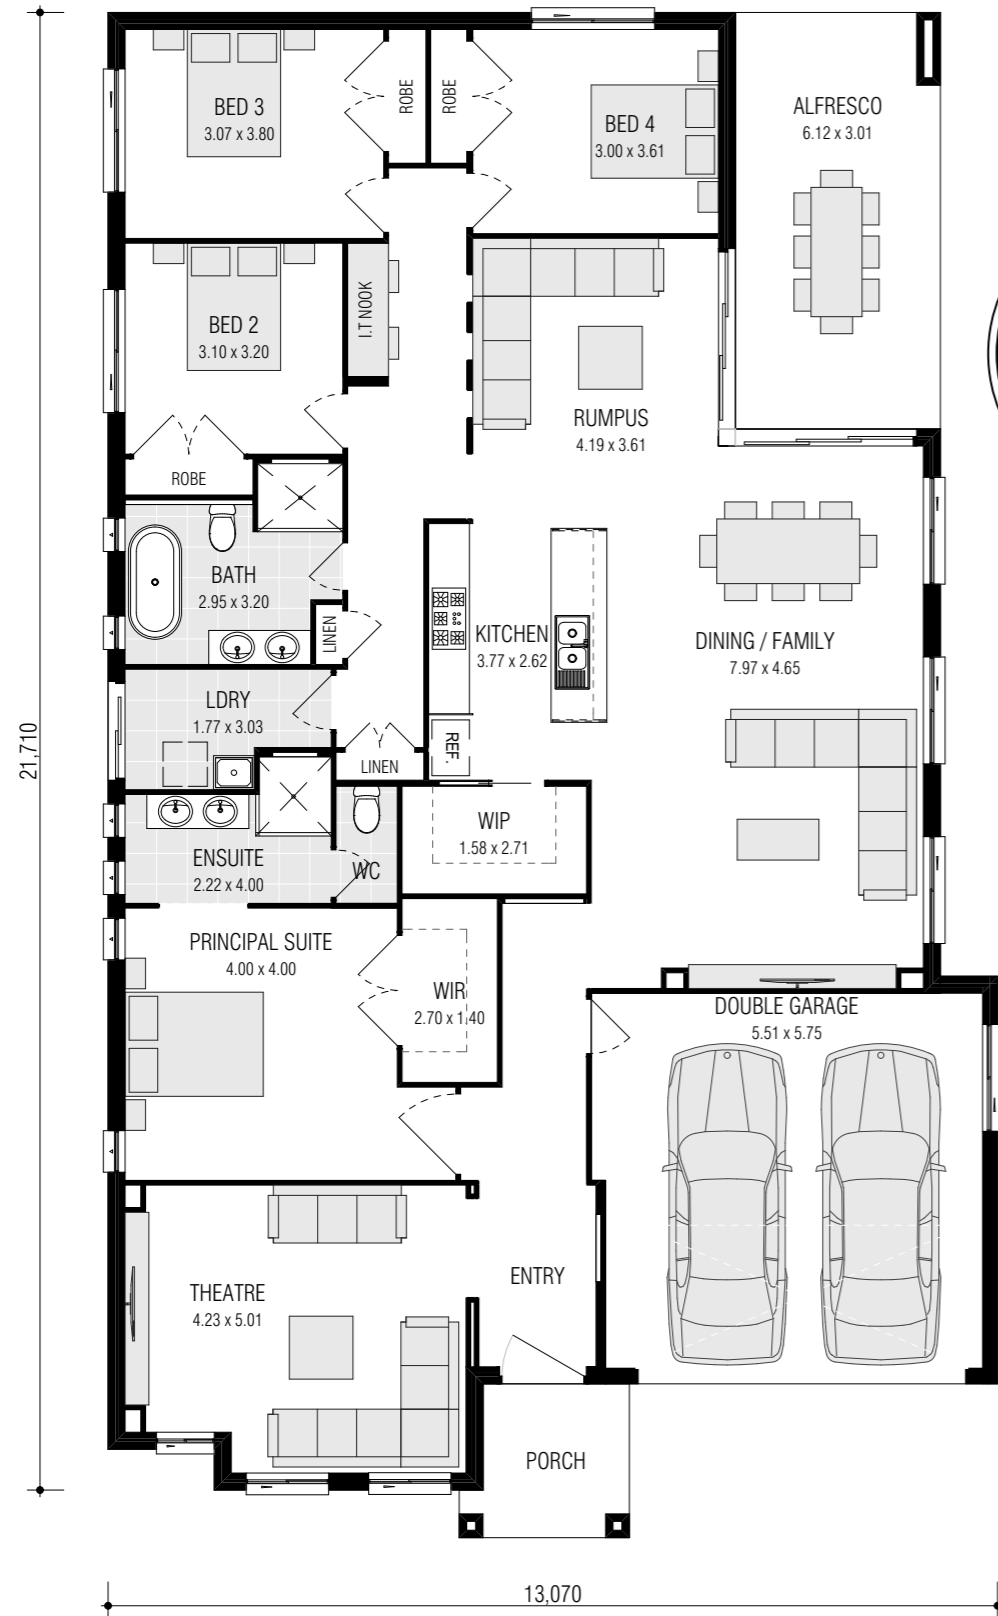 BED 3
3.07 x 3.80
ROBE
ROBE
BED 4
3.00 x 3.61
ALFRESCO
6.12 x 3.01
BED 2
3.10 x 3.20
I.T NOOK
RUMPUS
4.19 x 3.61
ROBE
BATH
2.95 x 3.20
LINEN
KITCHEN
3.77 x 2.62
DINING / FAMILY
7.97 x 4.65
LDRY
1.77 x 3.03
REF.
LINEN
21,710
WIP
1.58 x 2.71
ENSUITE
2.22 x 4.00
WC
PRINCIPAL SUITE
4.00 x 4.00
WIR
2.70 x 1.40
DOUBLE GARAGE
5.51 x 5.75
THEATRE
4.23 x 5.01
ENTRY
PORCH
13,070